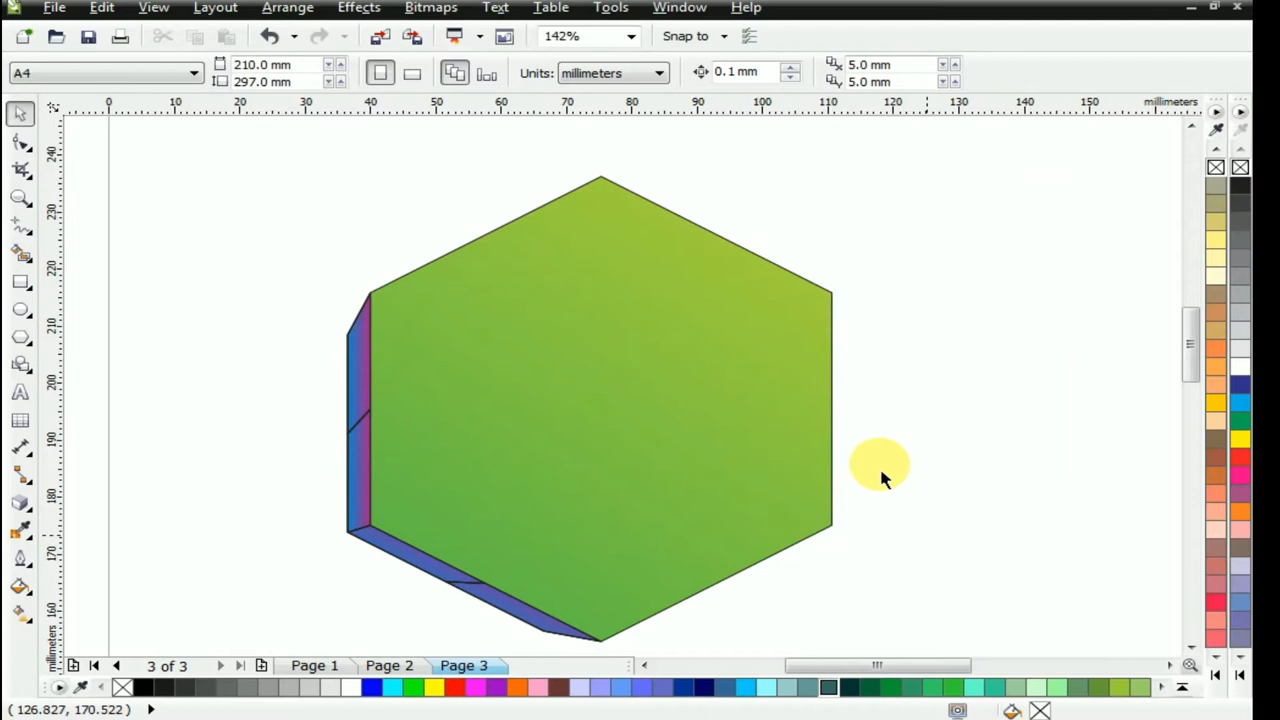 File Edit View Layout Arrange Effects Bitmaps Text Table Tools Window Help
142% Snap to
A4 210.0 mm 297.0 mm Units: millimeters 0.1 mm 5.0 mm 5.0 mm
0 10 20 30 40 50 60 70 80 90 100 110 120 130 140 150 millimeters
240
230
220
210
200
190
180
170
160
millimeters
3 of 3 Page 1 Page 2 Page 3
(126.827, 170.522)